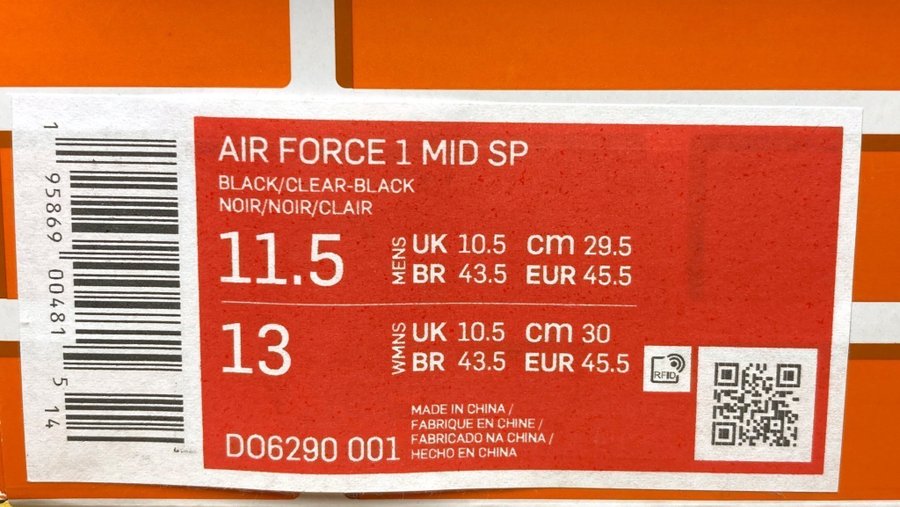 AIR FORCE 1 MID SP
BLACK/CLEAR-BLACK
NOIR/NOIR/CLAIR
11.5 MENS UK 10.5 cm 29.5
BR 43.5 EUR 45.5
13 WMNS UK 10.5 cm 30
BR 43.5 EUR 45.5
RFID
DO6290 001
MADE IN CHINA /
FABRIQUE EN CHINE /
FABRICADO NA CHINA /
HECHO EN CHINA
1 95869 00481 5 14